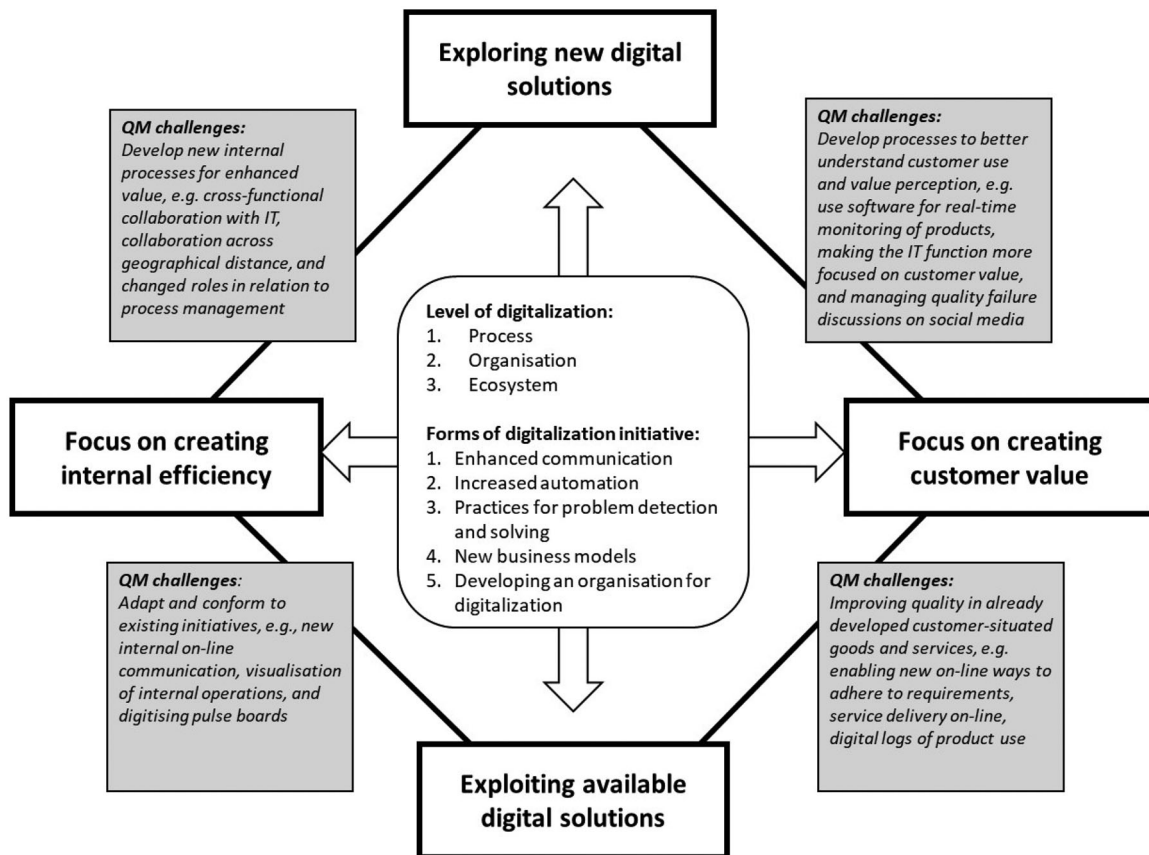 Exploring new digital
solutions
QM challenges:
Develop new internal
processes for enhanced
value, e.g. cross-functional
collaboration with IT,
collaboration across
geographical distance, and
changed roles in relation to
process management
QM challenges:
Develop processes to better
understand customer use
and value perception, e.g.
use software for real-time
monitoring of products,
making the IT function more
focused on customer value,
and managing quality failure
discussions on social media
Level of digitalization:
1. Process
2. Organisation
3. Ecosystem
Forms of digitalization initiative:
1. Enhanced communication
2. Increased automation
3. Practices for problem detection
and solving
4. New business models
5. Developing an organisation for
digitalization
Focus on creating
internal efficiency
Focus on creating
customer value
QM challenges:
Adapt and conform to
existing initiatives, e.g., new
internal on-line
communication, visualisation
of internal operations, and
digitising pulse boards
QM challenges:
Improving quality in already
developed customer-situated
goods and services, e.g.
enabling new on-line ways to
adhere to requirements,
service delivery on-line,
digital logs of product use
Exploiting available
digital solutions